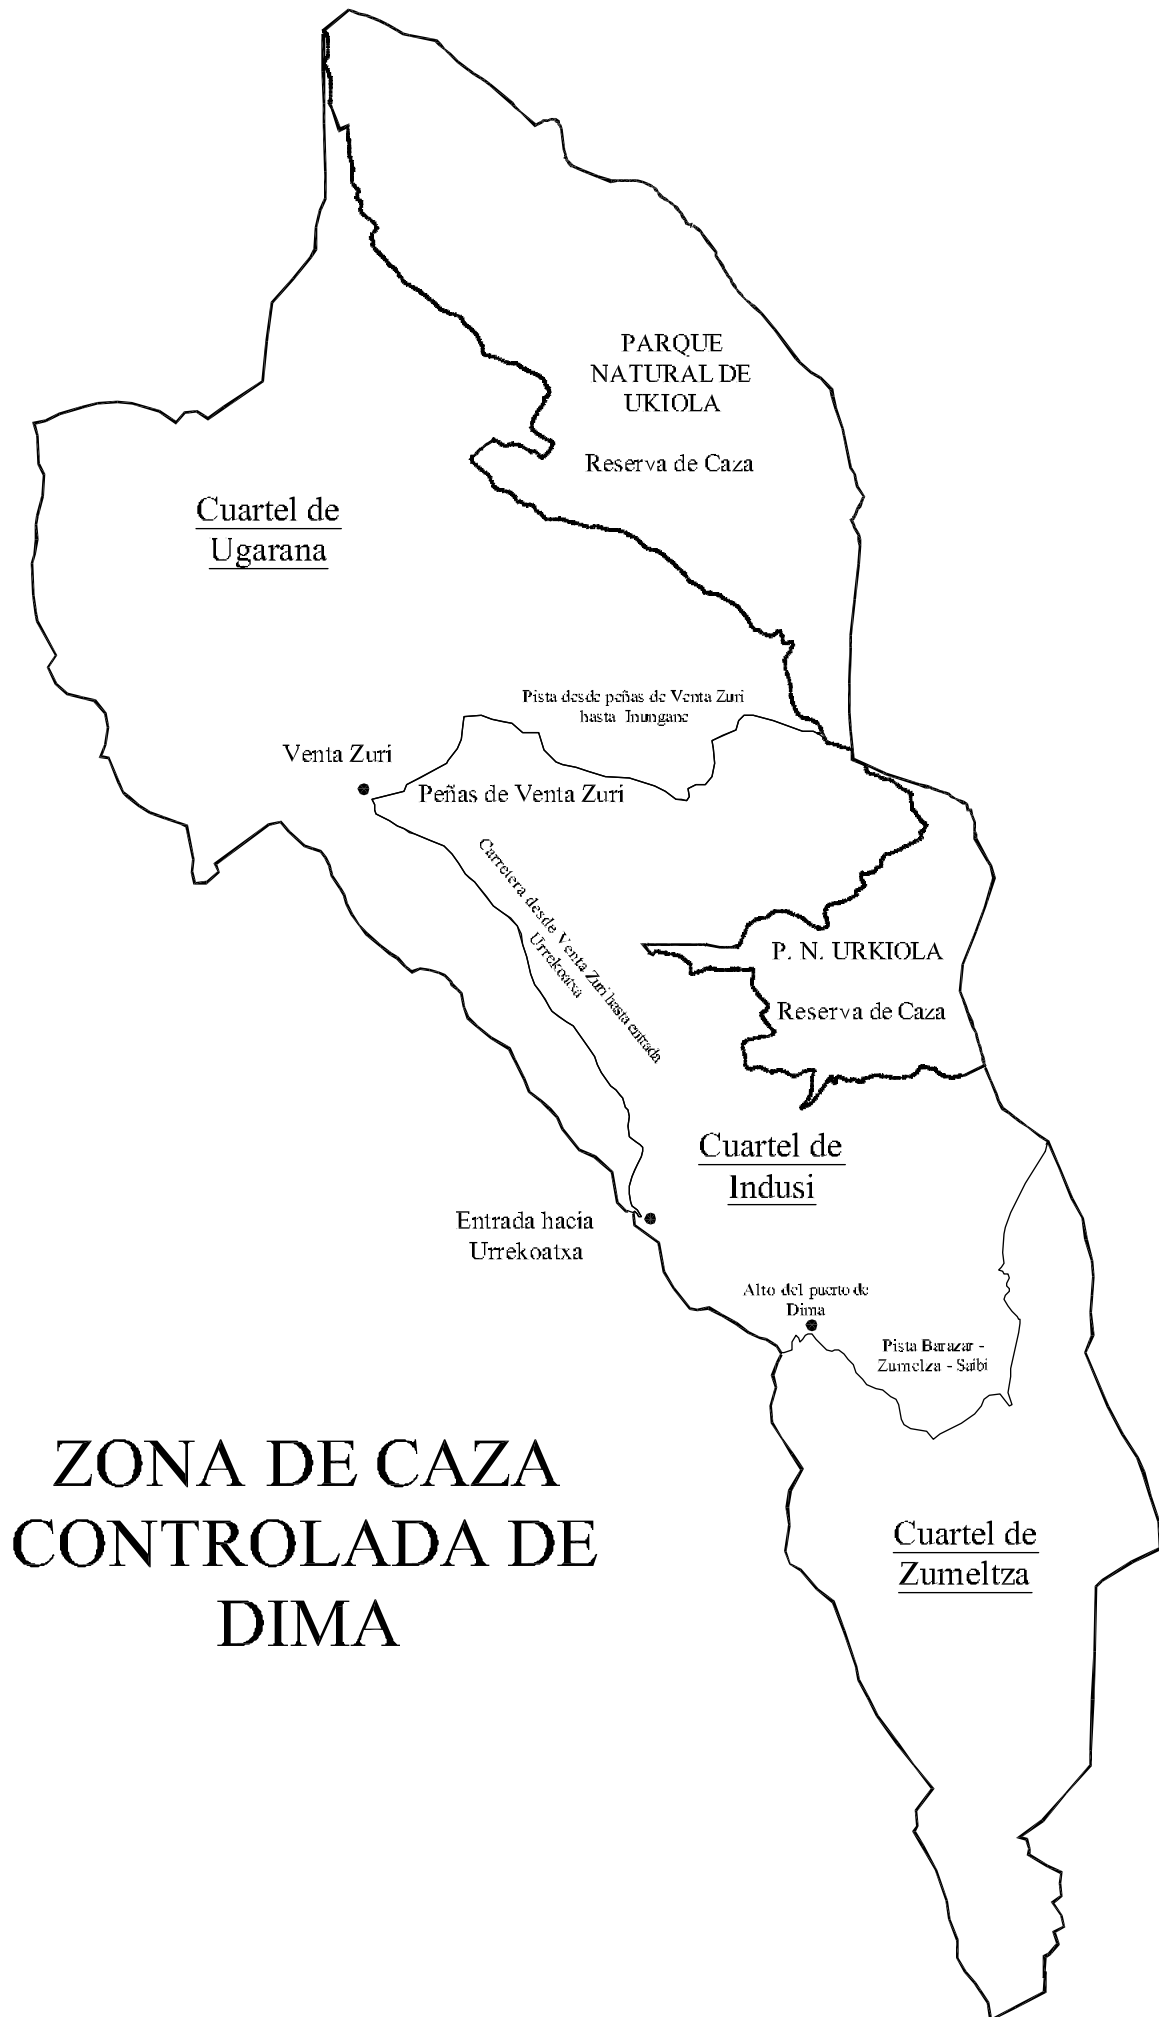 PARQUE
NATURAL DE
UKIOLA
Reserva de Caza
Cuartel de
Ugarana
Pista desde peñas de Venta Zuri
hasta Inungane
Venta Zuri
Peñas de Venta Zuri
Carretera desde Venta Zuri hasta entrada
Urrekoatxa
P. N. URKIOLA
Reserva de Caza
Cuartel de
Indusi
Entrada hacia
Urrekoatxa
Alto del puerto de
Dima
Pista Barazar -
Zumelza - Saibi
ZONA DE CAZA
CONTROLADA DE
DIMA
Cuartel de
Zumeltza